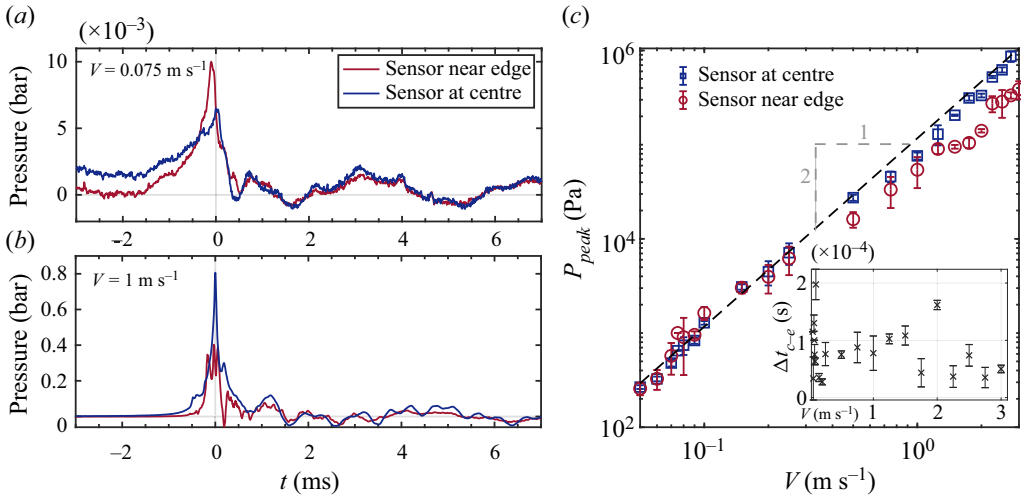 (a)
(×10⁻³)
10
5
0
Pressure (bar)
V = 0.075 m s⁻¹
Sensor near edge
Sensor at centre
−2
0
2
4
6
(b)
0.8
0.6
0.4
0.2
0
Pressure (bar)
V = 1 m s⁻¹
−2
0
2
4
6
t (ms)
(c)
10⁶
10⁴
10²
P_peak (Pa)
Sensor at centre
Sensor near edge
1
2
(×10⁻⁴)
2
1
0
Δt_c–e (s)
V (m s⁻¹)
1
2
3
10⁻¹
10⁰
V (m s⁻¹)